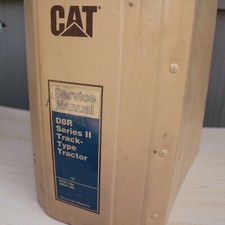 CAT
Service
Manual
D8R
Series II
Track-
Type
Tractor